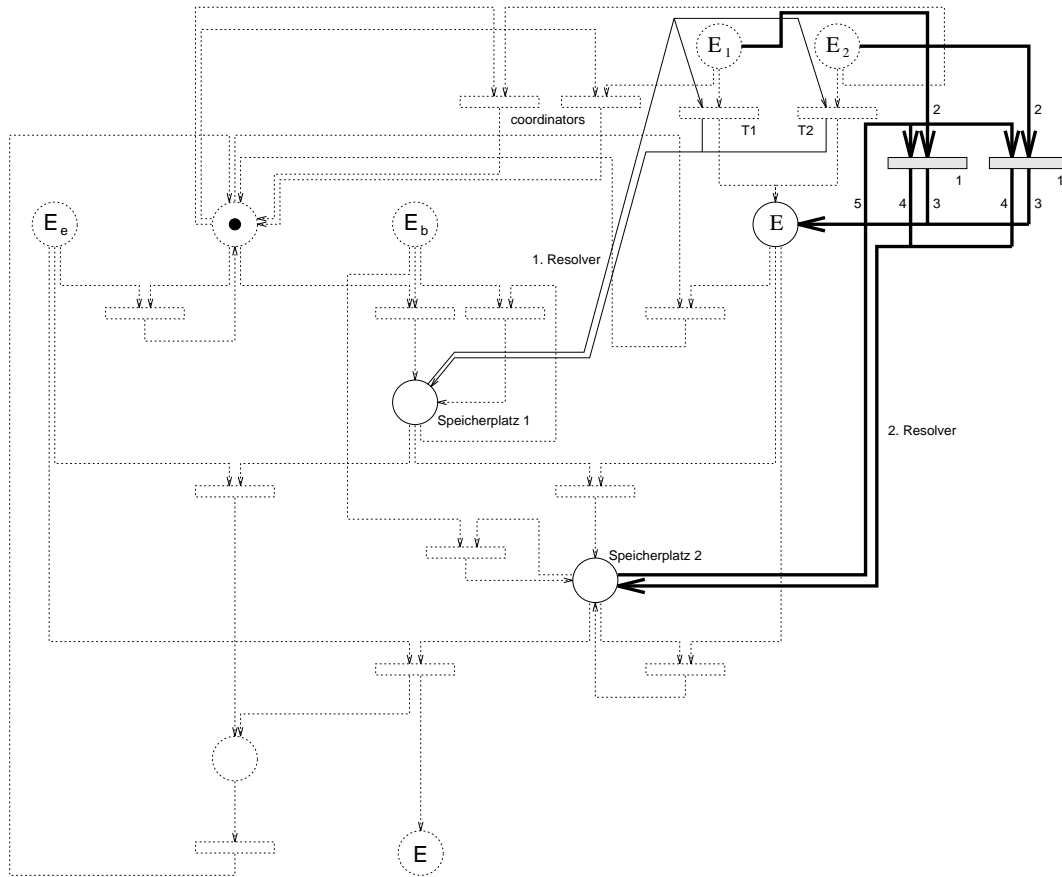 E1
E2
coordinators
T1
T2
2
2
1
1
5
4
3
4
3
Ee
Eb
E
1. Resolver
Speicherplatz 1
2. Resolver
Speicherplatz 2
E